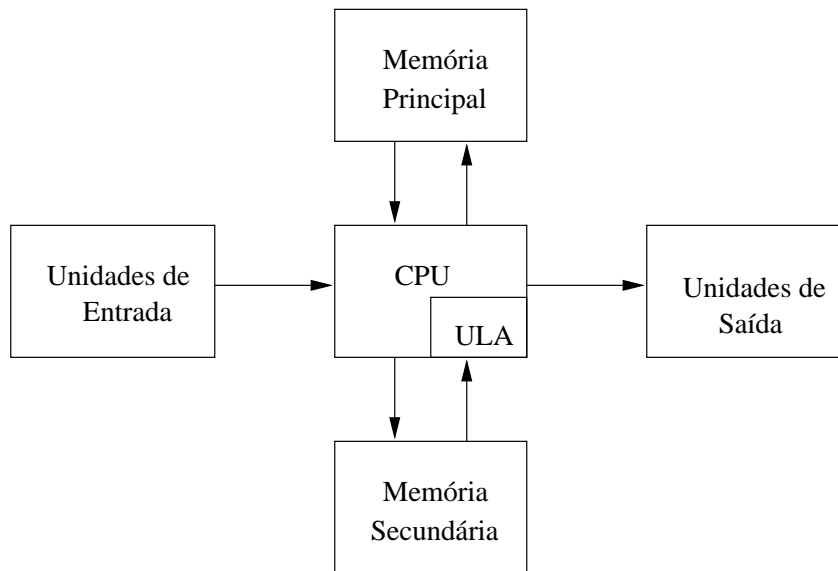 Memória
Principal
Unidades de
Entrada
CPU
ULA
Unidades de
Saída
Memória
Secundária